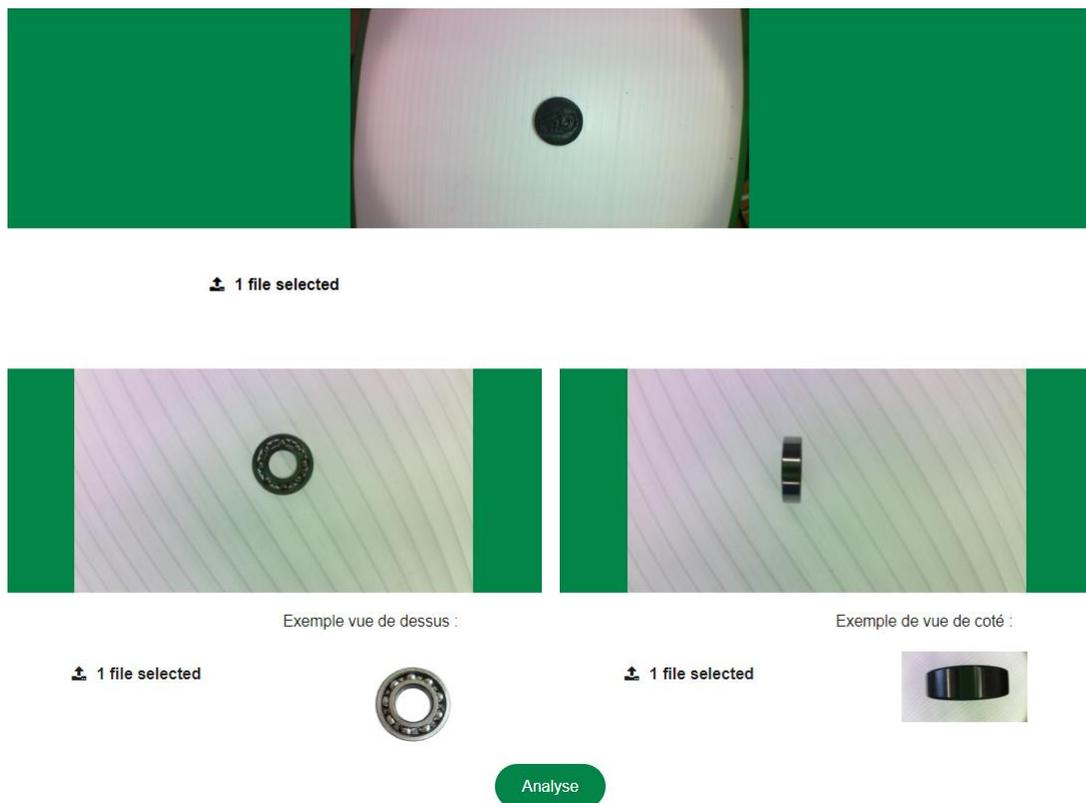 1 file selected
Exemple vue de dessus :
Exemple de vue de coté :
1 file selected
1 file selected
Analyse